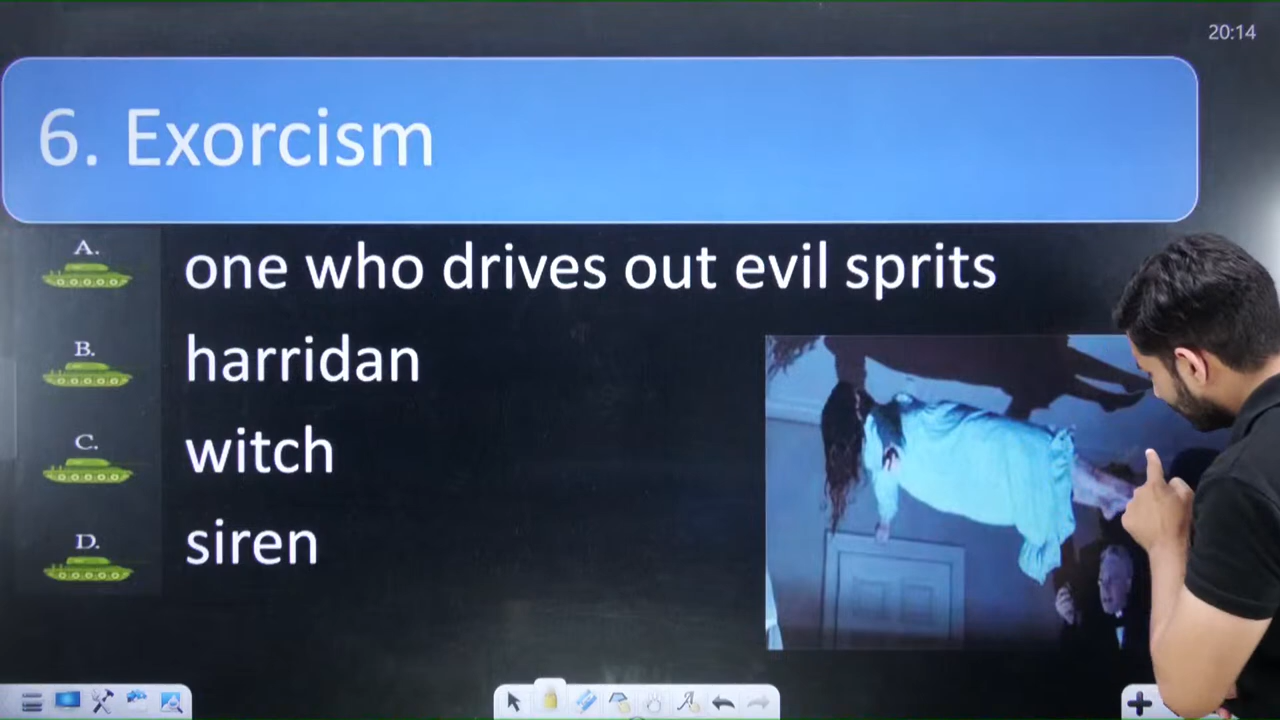 20:14
6. Exorcism
A. one who drives out evil sprits
B. harridan
C. witch
D. siren